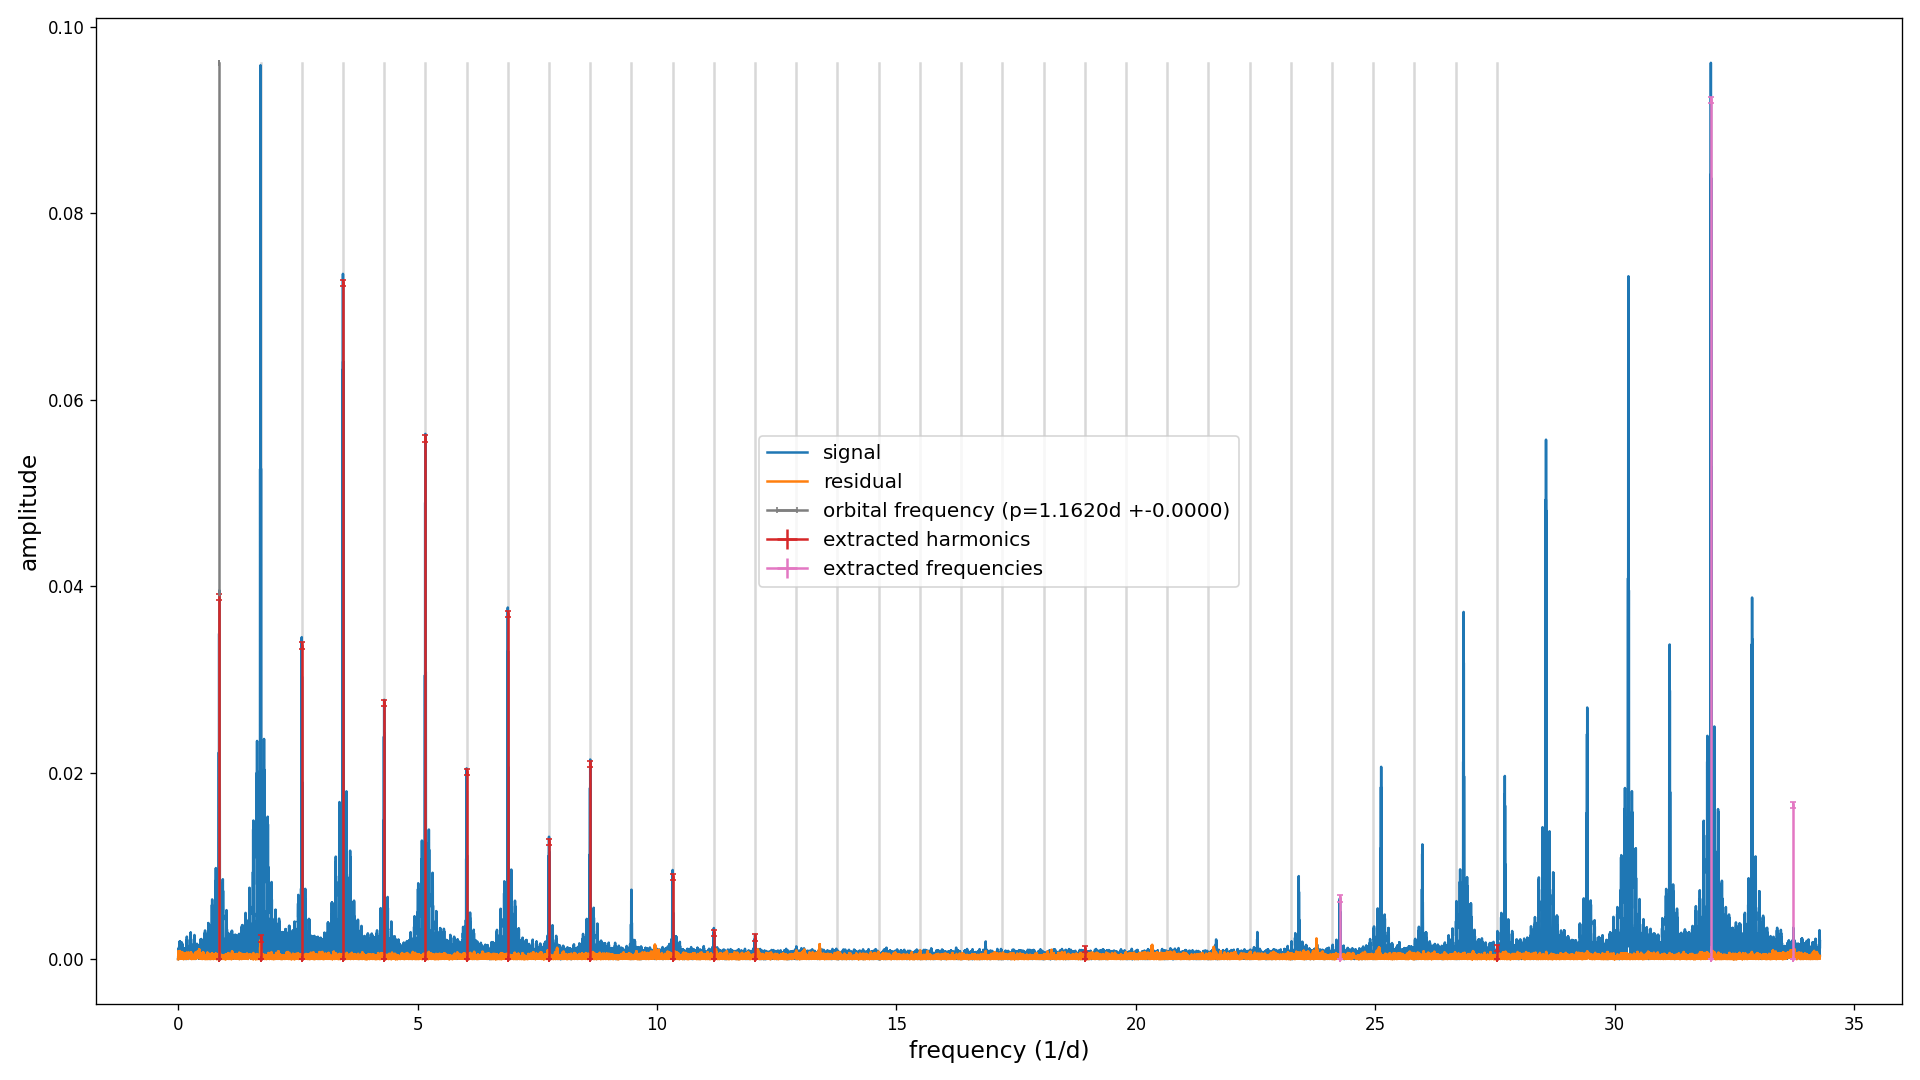 0.10
0.08
0.06
0.04
0.02
0.00
amplitude
signal
residual
orbital frequency (p=1.1620d +-0.0000)
extracted harmonics
extracted frequencies
0 5 10 15 20 25 30 35
frequency (1/d)